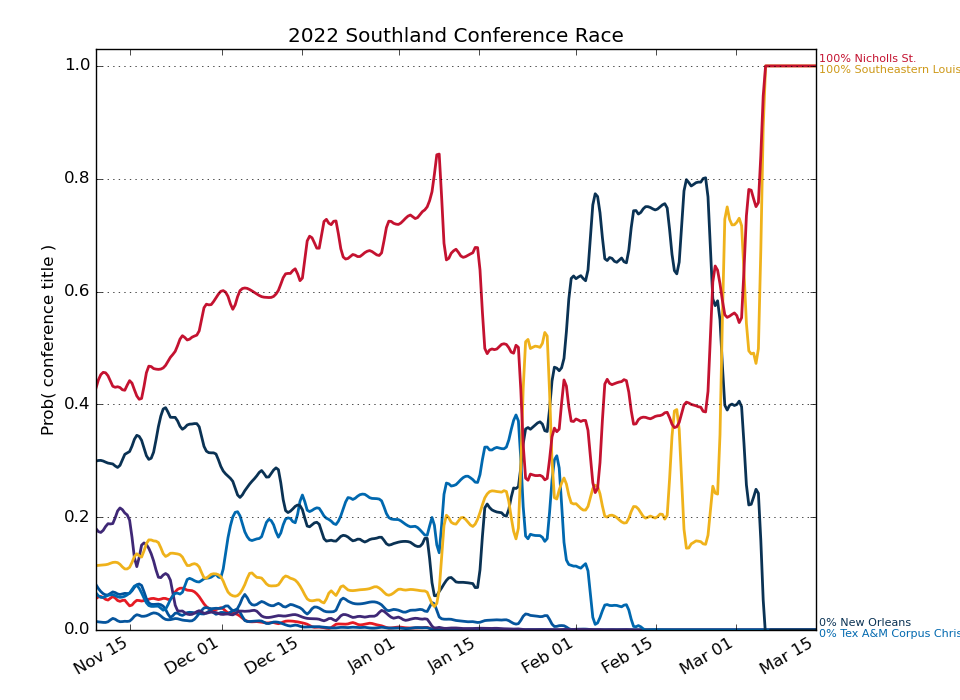 2022 Southland Conference Race
Prob( conference title )
1.0
0.8
0.6
0.4
0.2
0.0
Nov 15
Dec 01
Dec 15
Jan 01
Jan 15
Feb 01
Feb 15
Mar 01
Mar 15
100% Nicholls St.
100% Southeastern Louis
0% New Orleans
0% Tex A&M Corpus Chris